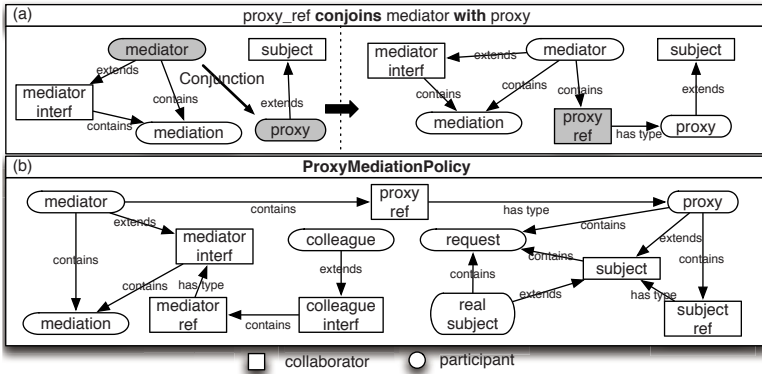 (a)
proxy_ref conjoins mediator with proxy
mediator
subject
extends
mediator
interf
Conjunction
contains
contains
extends
mediation
proxy
mediator
interf
extends
mediator
subject
contains
contains
contains
extends
mediation
proxy
ref
has type
proxy
(b)
ProxyMediationPolicy
mediator
contains
proxy
ref
has type
proxy
extends
contains
mediator
interf
colleague
request
contains
extends
contains
contains
extends
contains
subject
contains
has type
contains
extends
has type
mediation
mediator
ref
contains
colleague
interf
real
subject
subject
ref
collaborator
participant